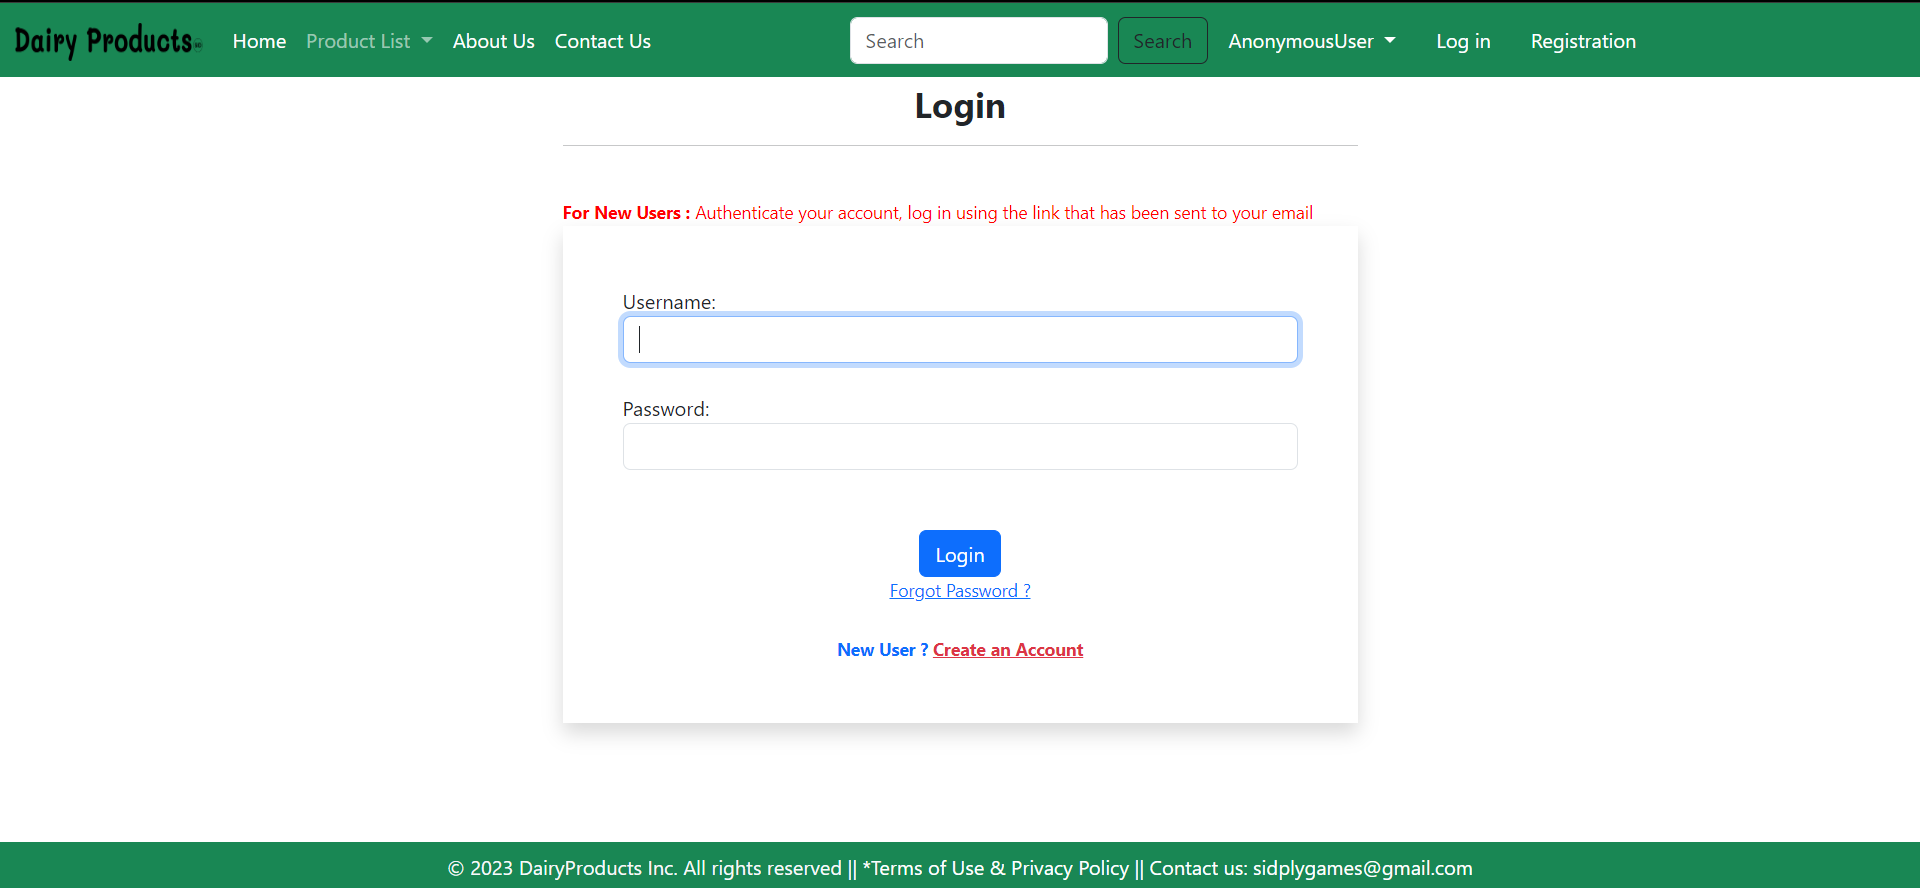 Dairy Products Home Product List About Us Contact Us Search Search AnonymousUser Log in Registration
Login
For New Users : Authenticate your account, log in using the link that has been sent to your email
Username:
Password:
Login
Forgot Password ?
New User ? Create an Account
© 2023 DairyProducts Inc. All rights reserved || *Terms of Use & Privacy Policy || Contact us: sidplygames@gmail.com